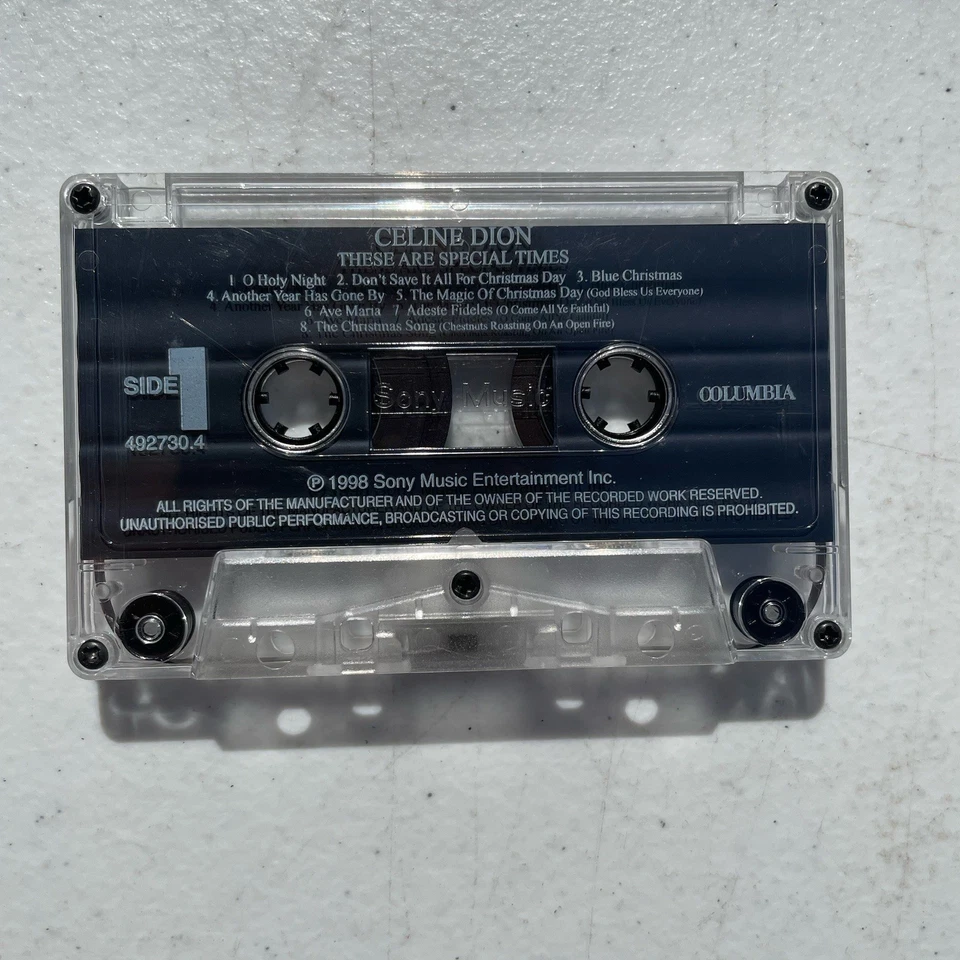 CELINE DION
THESE ARE SPECIAL TIMES
1 O Holy Night 2. Don't Save It All For Christmas Day 3. Blue Christmas
4. Another Year Has Gone By 5. The Magic Of Christmas Day (God Bless Us Everyone)
6 Ave Maria 7 Adeste Fideles (O Come All Ye Faithful)
8. The Christmas Song (Chestnuts Roasting On An Open Fire)
SIDE 1
Sony Music
COLUMBIA
492730.4
℗ 1998 Sony Music Entertainment Inc.
ALL RIGHTS OF THE MANUFACTURER AND OF THE OWNER OF THE RECORDED WORK RESERVED.
UNAUTHORISED PUBLIC PERFORMANCE, BROADCASTING OR COPYING OF THIS RECORDING IS PROHIBITED.